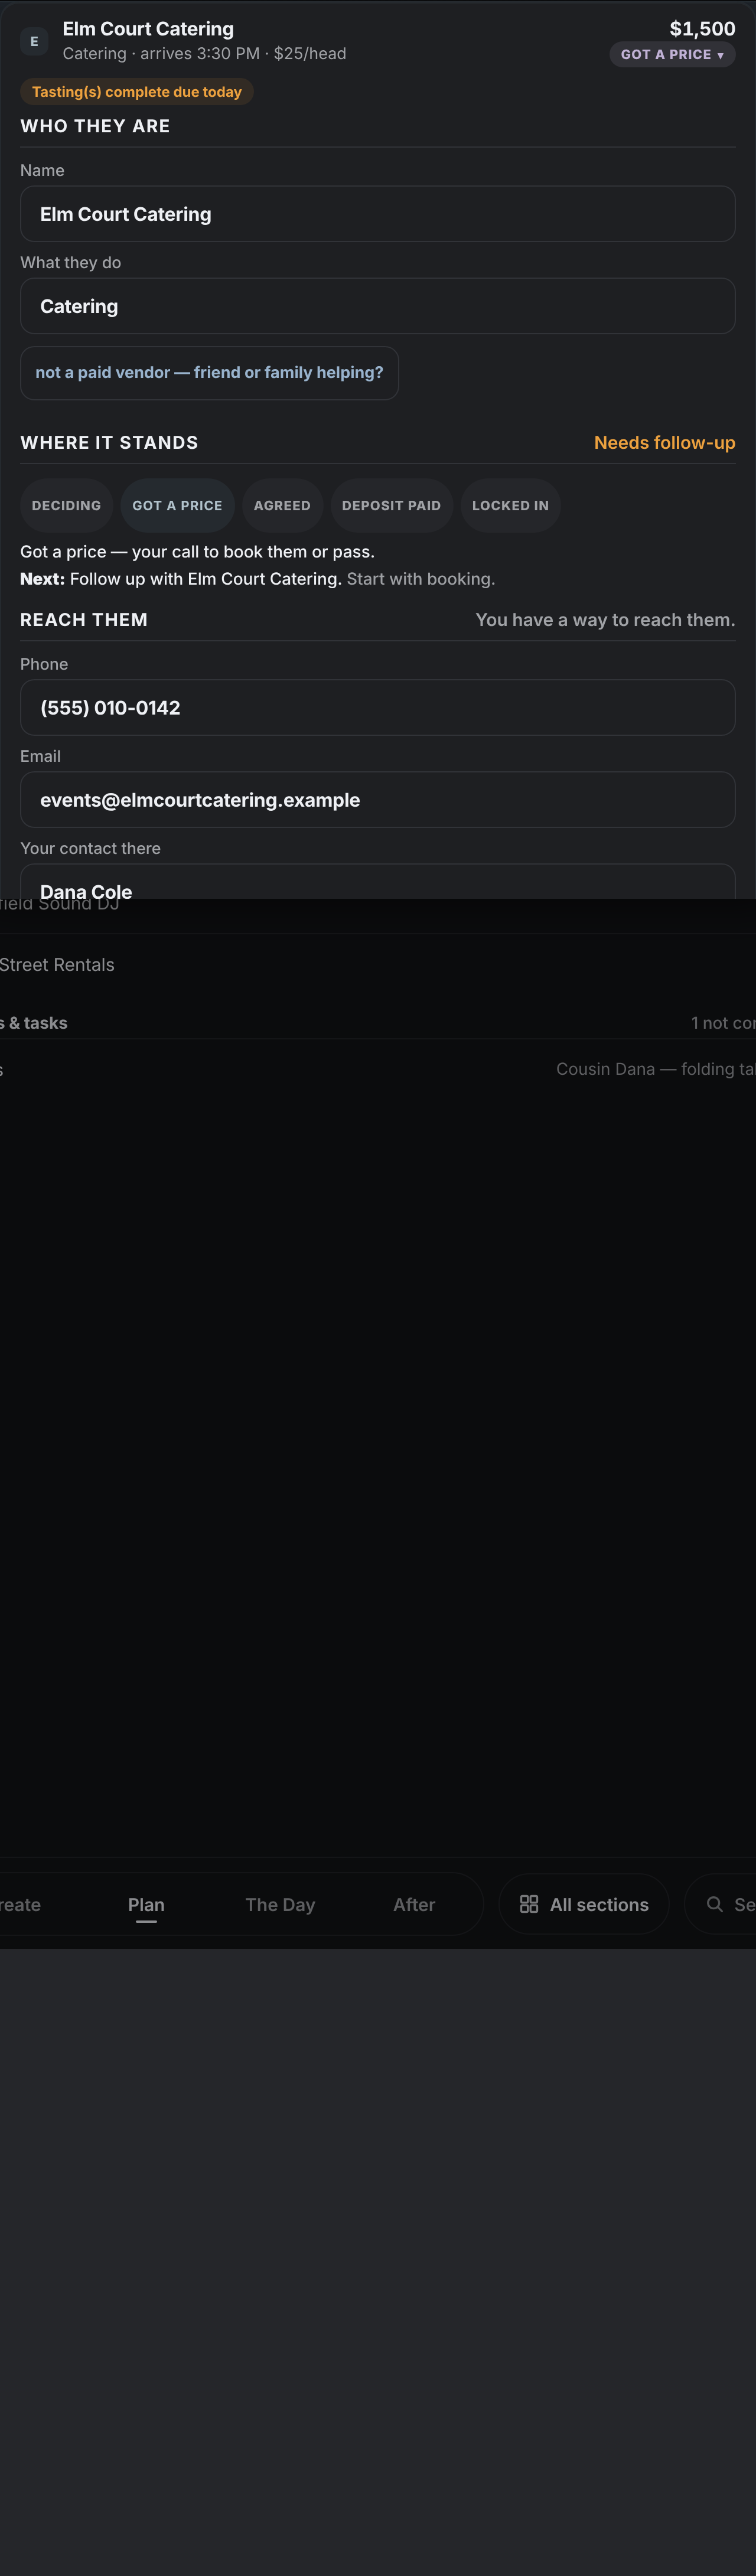 E
Elm Court Catering
$1,500
Catering · arrives 3:30 PM · $25/head
GOT A PRICE ▾
Tasting(s) complete due today
WHO THEY ARE
Name
Elm Court Catering
What they do
Catering
not a paid vendor — friend or family helping?
WHERE IT STANDS
Needs follow-up
DECIDING
GOT A PRICE
AGREED
DEPOSIT PAID
LOCKED IN
Got a price — your call to book them or pass.
Next: Follow up with Elm Court Catering. Start with booking.
REACH THEM
You have a way to reach them.
Phone
(555) 010-0142
Email
events@elmcourtcatering.example
Your contact there
Dana Cole
Sound DJ
Street Rentals
& tasks
1 not
Cousin Dana — folding
Plan
The Day
After
All sections